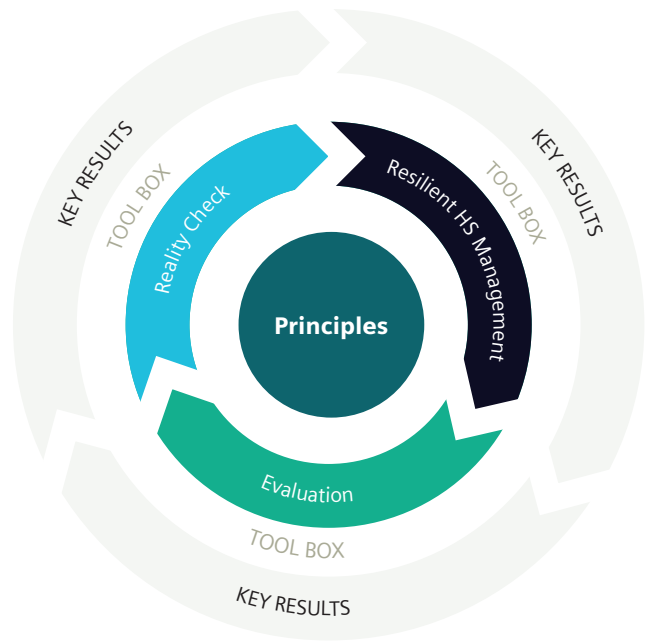 KEY RESULTS
TOOL BOX
Reality Check
KEY RESULTS
TOOL BOX
Resilient HS Management
Principles
Evaluation
TOOL BOX
KEY RESULTS